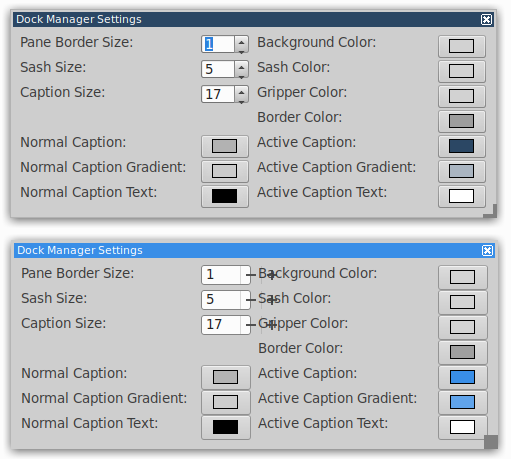 Dock Manager Settings
Pane Border Size: 1 Background Color:
Sash Size: 5 Sash Color:
Caption Size: 17 Gripper Color:
Border Color:
Normal Caption: Active Caption:
Normal Caption Gradient: Active Caption Gradient:
Normal Caption Text: Active Caption Text:
Dock Manager Settings
Pane Border Size: 1 Background Color:
Sash Size: 5 Sash Color:
Caption Size: 17 Gripper Color:
Border Color:
Normal Caption: Active Caption:
Normal Caption Gradient: Active Caption Gradient:
Normal Caption Text: Active Caption Text: